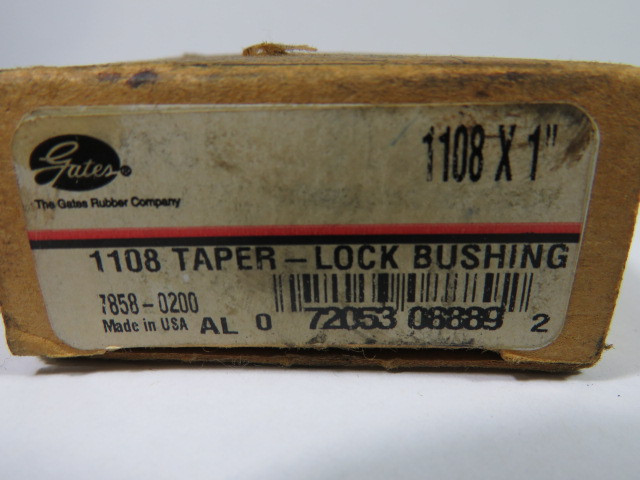 Gates®
The Gates Rubber Company
1108 X 1"
1108 TAPER-LOCK BUSHING
7858-0200
Made in USA AL 0 72053 08889 2